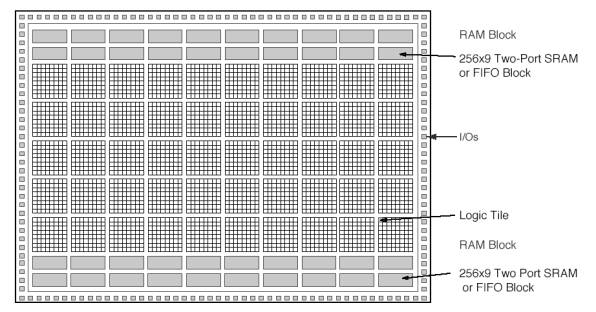 RAM Block
256x9 Two-Port SRAM
or FIFO Block
I/Os
Logic Tile
RAM Block
256x9 Two Port SRAM
or FIFO Block